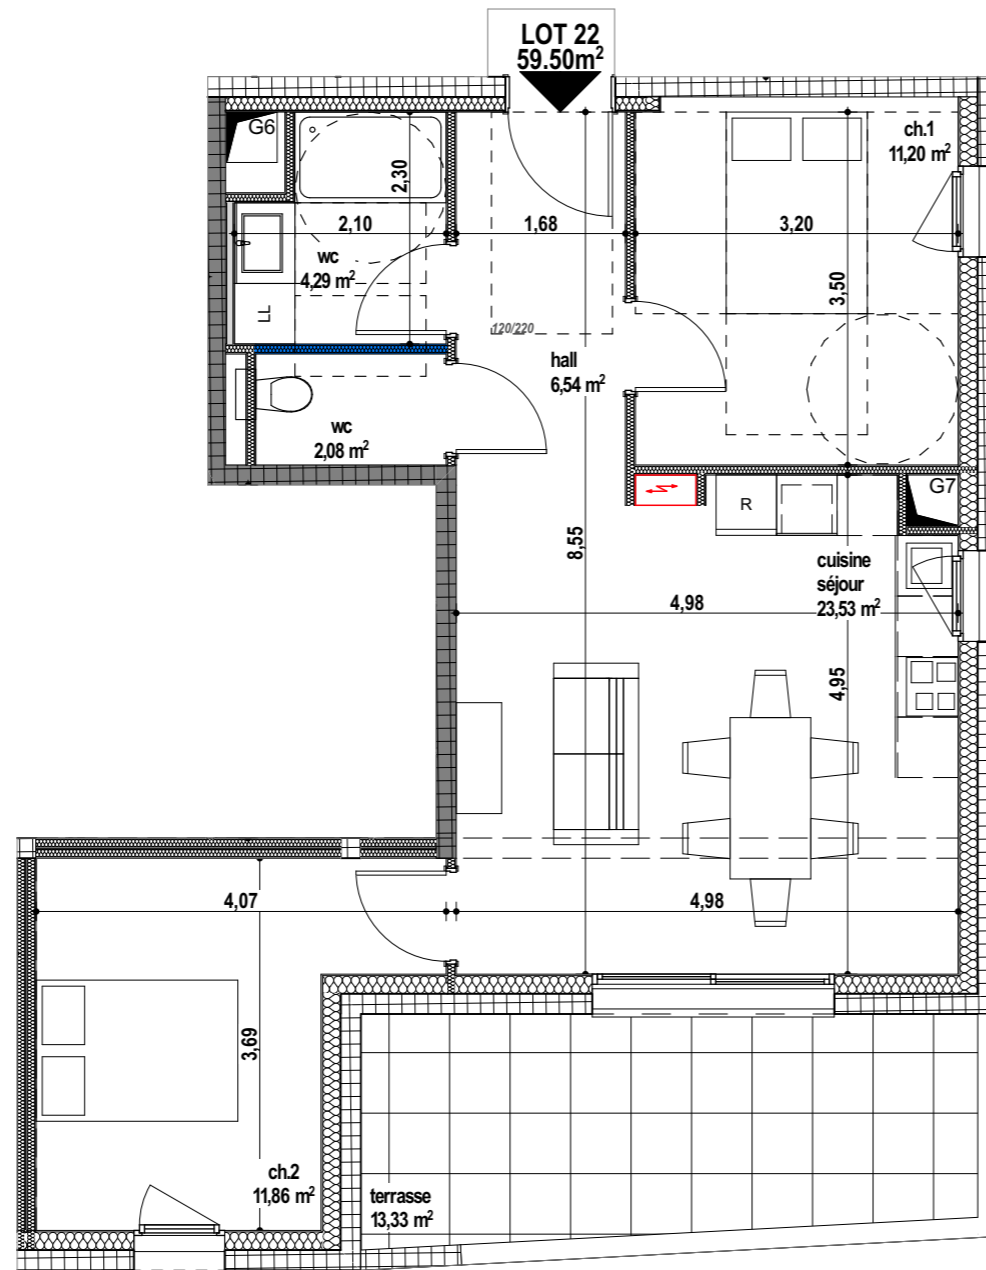 LOT 22
59.50m²
G6
ch.1
11,20 m²
2,30
2,10
1,68
3,20
wc
4,29 m²
3,50
LL
120/220
hall
6,54 m²
wc
2,08 m²
R
G7
8,55
cuisine
séjour
23,53 m²
4,98
4,95
4,07
4,98
3,69
ch.2
11,86 m²
terrasse
13,33 m²